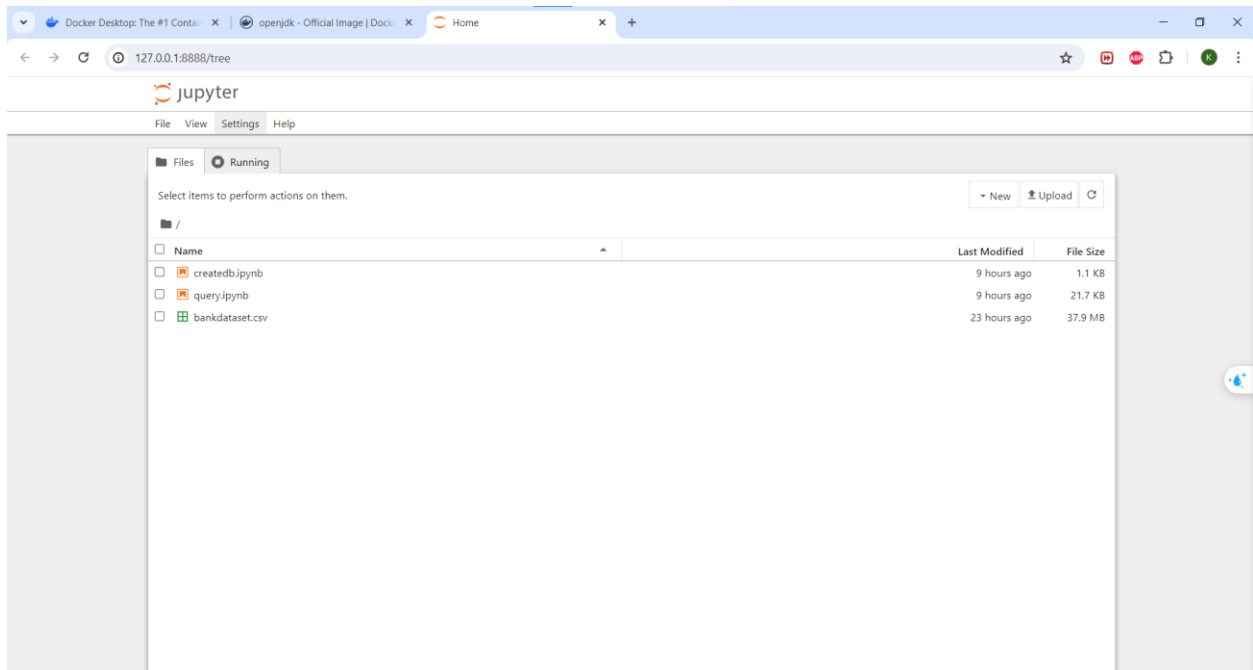 Docker Desktop: The #1 Contai openjdk - Official Image | Dock Home
127.0.0.1:8888/tree ABP K
jupyter
File View Settings Help
Files Running
Select items to perform actions on them. New Upload
/
Name Last Modified File Size
createdb.ipynb 9 hours ago 1.1 KB
query.ipynb 9 hours ago 21.7 KB
bankdataset.csv 23 hours ago 37.9 MB